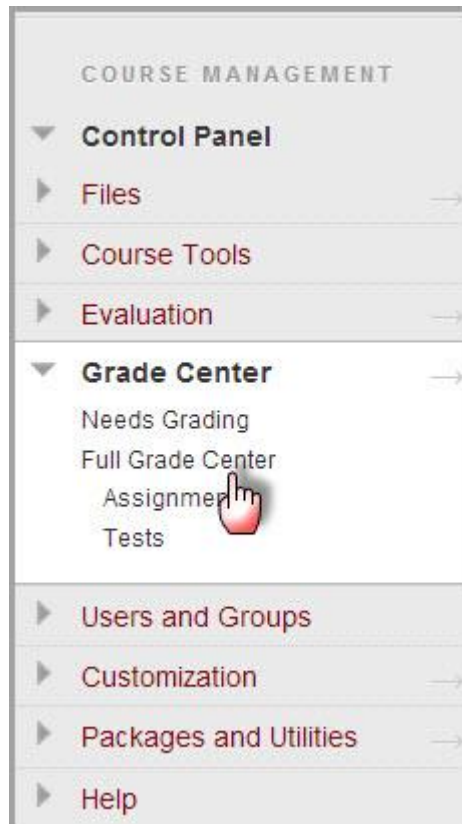 COURSE MANAGEMENT
Control Panel
Files
Course Tools
Evaluation
Grade Center
Needs Grading
Full Grade Center
Tests
Users and Groups
Customization
Packages and Utilities
Help